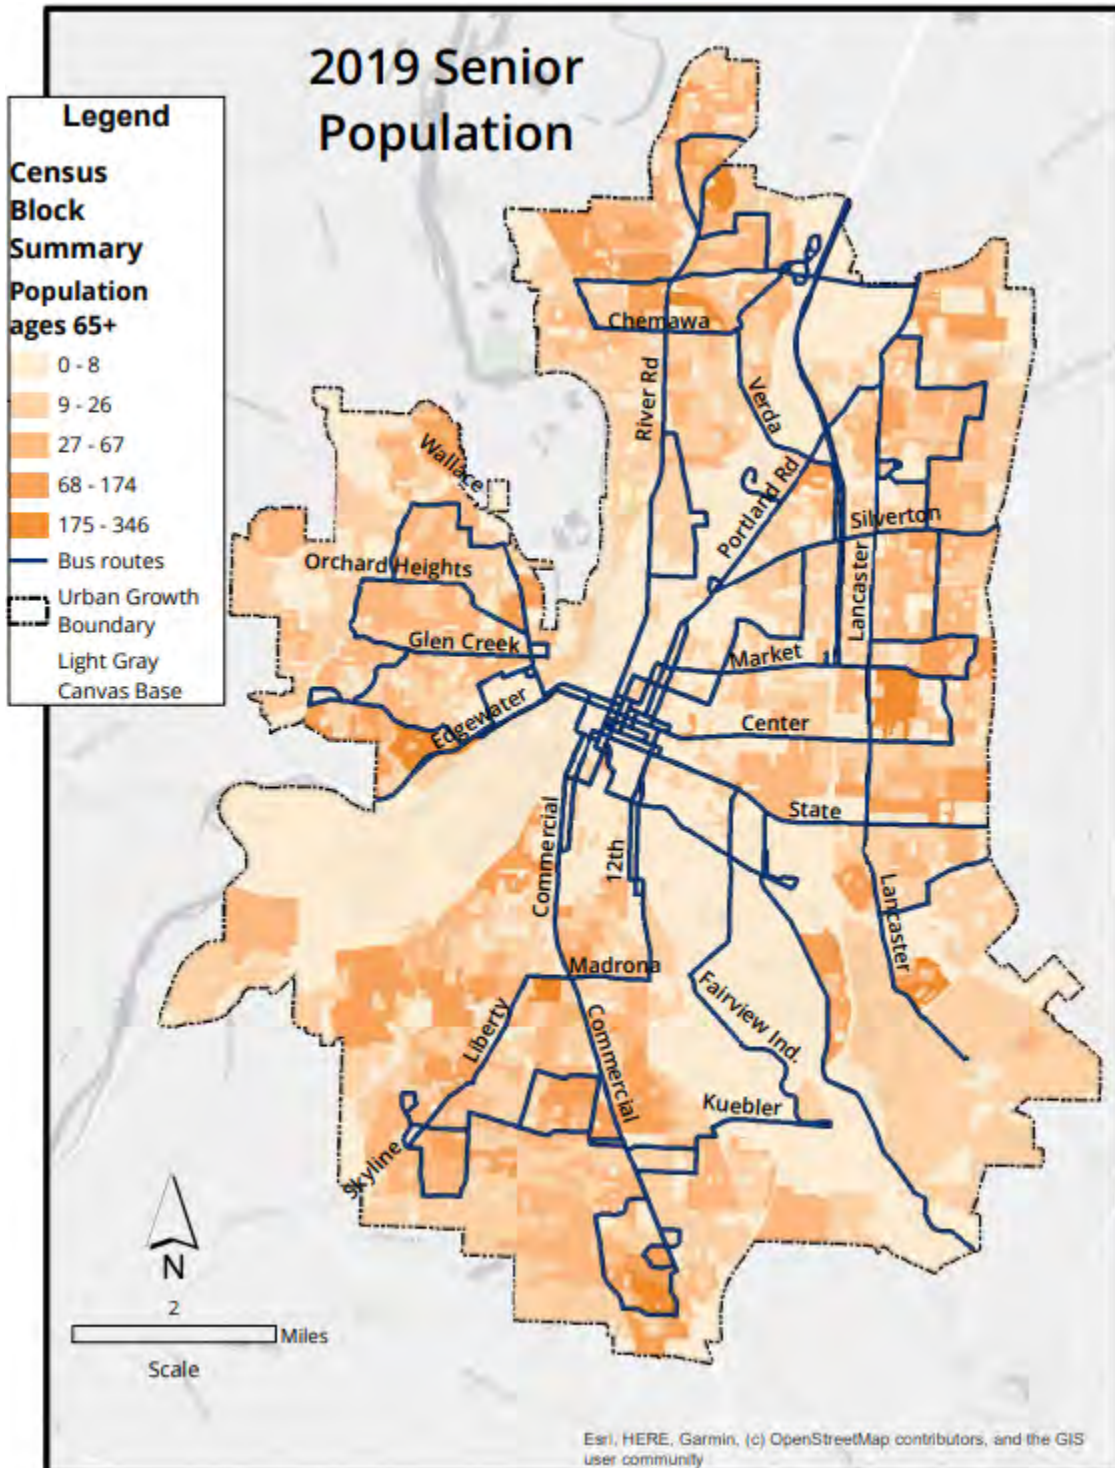 2019 Senior
Population
Legend
Census
Block
Summary
Population
ages 65+
0 - 8
9 - 26
27 - 67
68 - 174
175 - 346
Bus routes
Urban Growth
Boundary
Light Gray
Canvas Base
Chemawa
River Rd
Verda
Wallace
Portland Rd
Silverton
Orchard Heights
Lancaster
Glen Creek
Market
Edgewater
Center
State
Commercial
12th
Lancaster
Madrona
Fairview Ind.
Liberty
Commercial
Kuebler
Skyline
N
2
Miles
Scale
Esri, HERE, Garmin, (c) OpenStreetMap contributors, and the GIS
user community